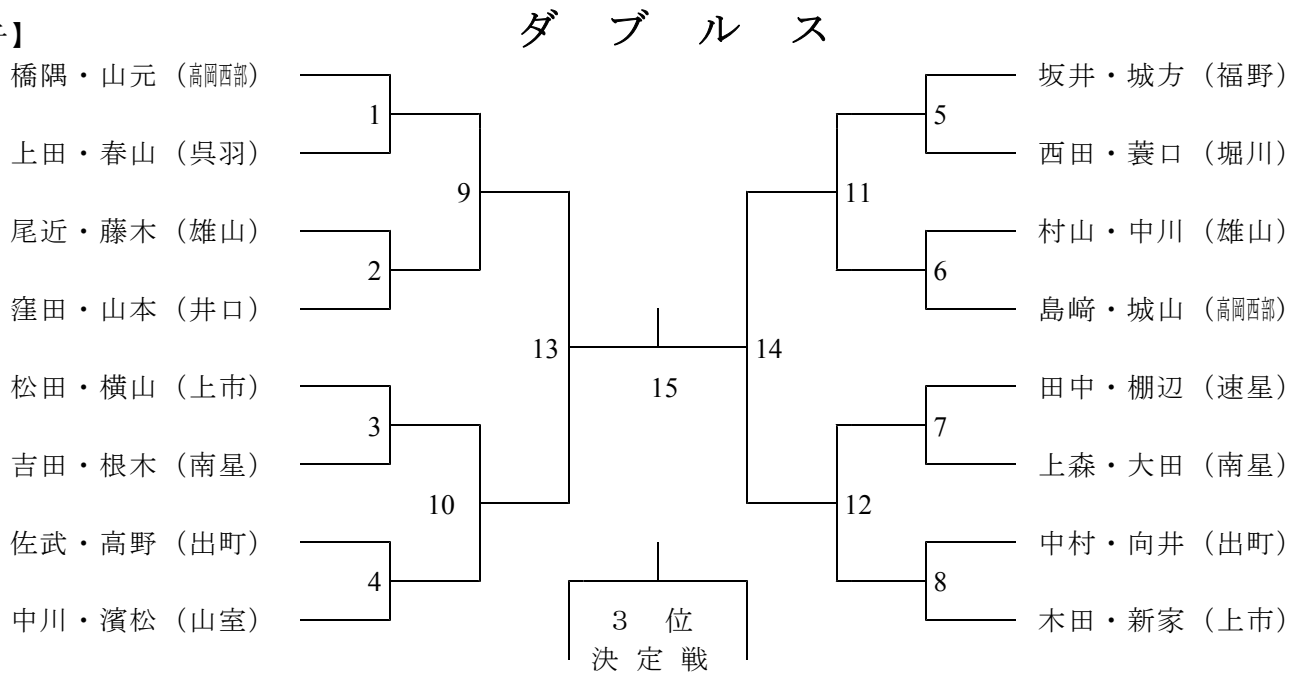 】
ダブルス
橋隅・山元（高岡西部）
上田・春山（呉羽）
尾近・藤木（雄山）
窪田・山本（井口）
松田・横山（上市）
吉田・根木（南星）
佐武・高野（出町）
中川・濱松（山室）
1
2
3
4
9
10
13
15
14
11
12
5
6
7
8
坂井・城方（福野）
西田・蓑口（堀川）
村山・中川（雄山）
島﨑・城山（高岡西部）
田中・棚辺（速星）
上森・大田（南星）
中村・向井（出町）
木田・新家（上市）
３位
決定戦